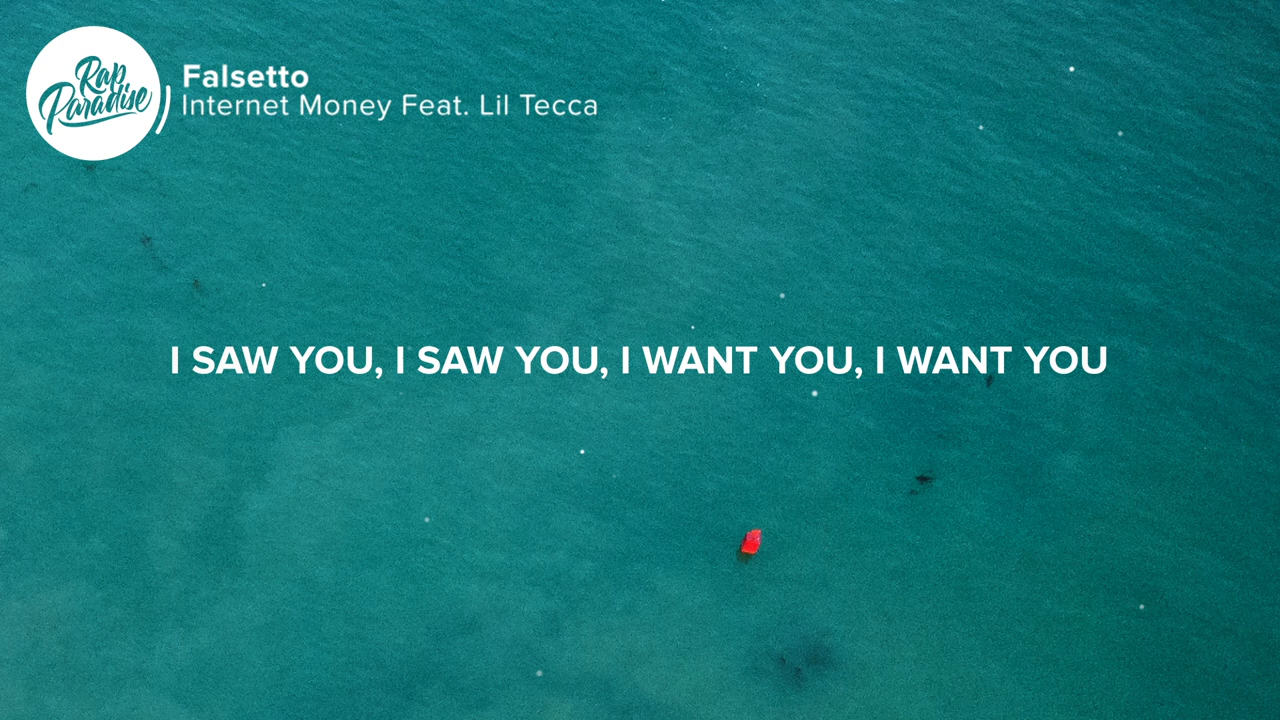 Rap
Paradise
Falsetto
Internet Money Feat. Lil Tecca
I SAW YOU, I SAW YOU, I WANT YOU, I WANT YOU